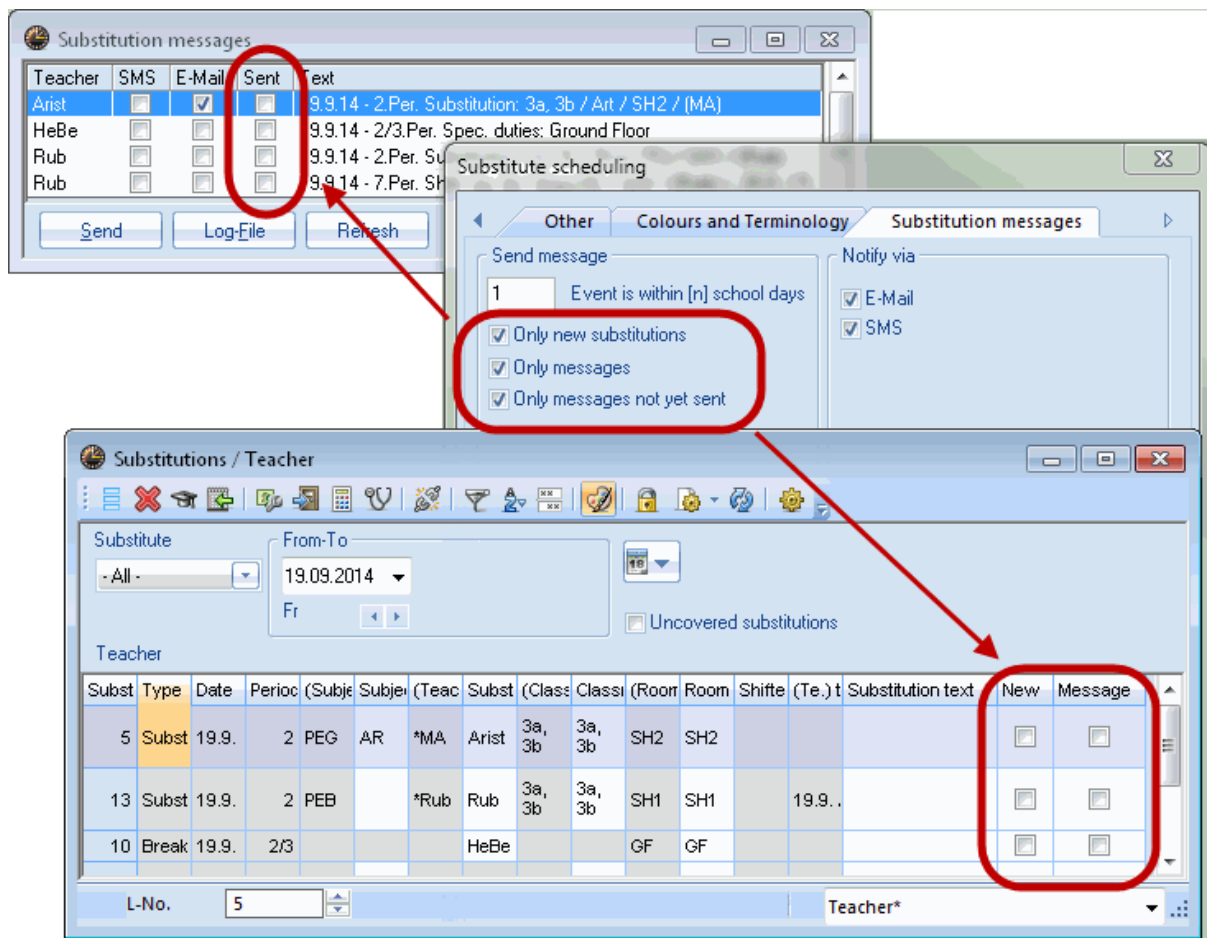 Substitution messages
Teacher SMS E-Mail Sent Text
Arist 9.9.14 - 2.Per. Substitution: 3a, 3b / Art / SH2 / (MA)
HeBe 9.9.14 - 2/3.Per. Spec. duties: Ground Floor
Rub 9.9.14 - 2.Per. Su
Rub 9.9.14 - 7.Per. Sh
Send Log-File Refresh
Substitute scheduling
Other Colours and Terminology Substitution messages
Send message Notify via
1 Event is within [n] school days E-Mail
Only new substitutions SMS
Only messages
Only messages not yet sent
Substitutions / Teacher
Substitute From-To
- All - 19.09.2014 18
Fr Uncovered substitutions
Teacher
Subst Type Date Period (Subje Subje (Teac Subst (Class Class (Room Room Shifte (Te.) t Substitution text New Message
5 Subst 19.9. 2 PEG AR *MA Arist 3a, 3b 3a, 3b SH2 SH2
13 Subst 19.9. 2 PEB *Rub Rub 3a, 3b 3a, 3b SH1 SH1 19.9. .
10 Break 19.9. 2/3 HeBe GF GF
L-No. 5 Teacher*